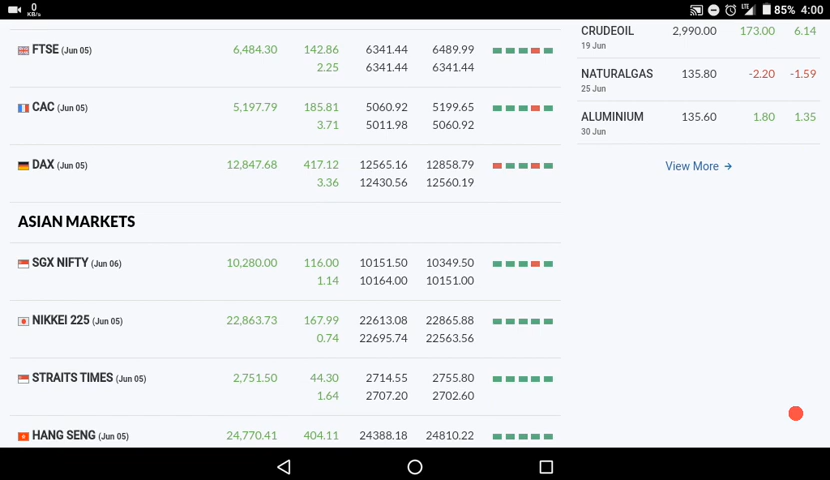 0
KB/s
LTE 85% 4:00
FTSE (Jun 05) 6,484.30 142.86 6341.44 6489.99
2.25 6341.44 6341.44
CAC (Jun 05) 5,197.79 185.81 5060.92 5199.65
3.71 5011.98 5060.92
DAX (Jun 05) 12,847.68 417.12 12565.16 12858.79
3.36 12430.56 12560.19
ASIAN MARKETS
SGX NIFTY (Jun 06) 10,280.00 116.00 10151.50 10349.50
1.14 10164.00 10151.00
NIKKEI 225 (Jun 05) 22,863.73 167.99 22613.08 22865.88
0.74 22695.74 22563.56
STRAITS TIMES (Jun 05) 2,751.50 44.30 2714.55 2755.80
1.64 2707.20 2702.60
HANG SENG (Jun 05) 24,770.41 404.11 24388.18 24810.22
CRUDEOIL 2,990.00 173.00 6.14
19 Jun
NATURALGAS 135.80 -2.20 -1.59
25 Jun
ALUMINIUM 135.60 1.80 1.35
30 Jun
View More →